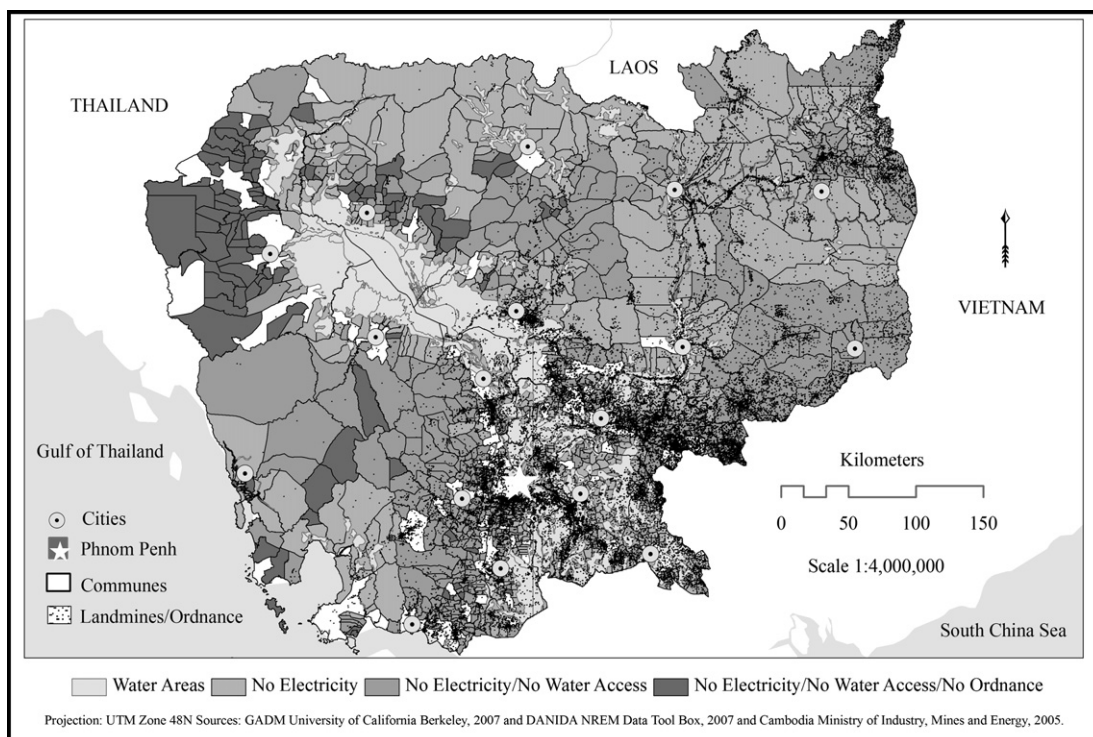 LAOS
THAILAND
VIETNAM
Gulf of Thailand
Kilometers
0 50 100 150
Scale 1:4,000,000
Cities
Phnom Penh
Communes
Landmines/Ordnance
South China Sea
Water Areas No Electricity No Electricity/No Water Access No Electricity/No Water Access/No Ordnance
Projection: UTM Zone 48N Sources: GADM University of California Berkeley, 2007 and DANIDA NREM Data Tool Box, 2007 and Cambodia Ministry of Industry, Mines and Energy, 2005.